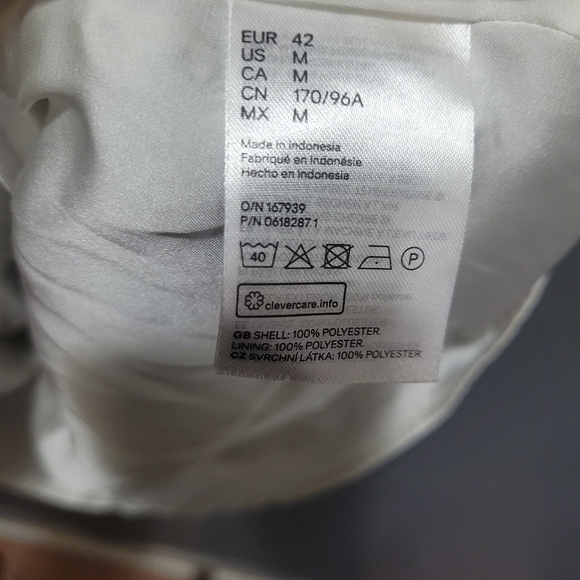 EUR 42
US M
CA M
CN 170/96A
MX M
Made in Indonesia
Fabriqué en Indonésie
Hecho en Indonesia
O/N 167939
P/N 06182871
40 P
clevercare.info
GB SHELL: 100% POLYESTER.
LINING: 100% POLYESTER.
CZ SVRCHNÍ LÁTKA: 100% POLYESTER.